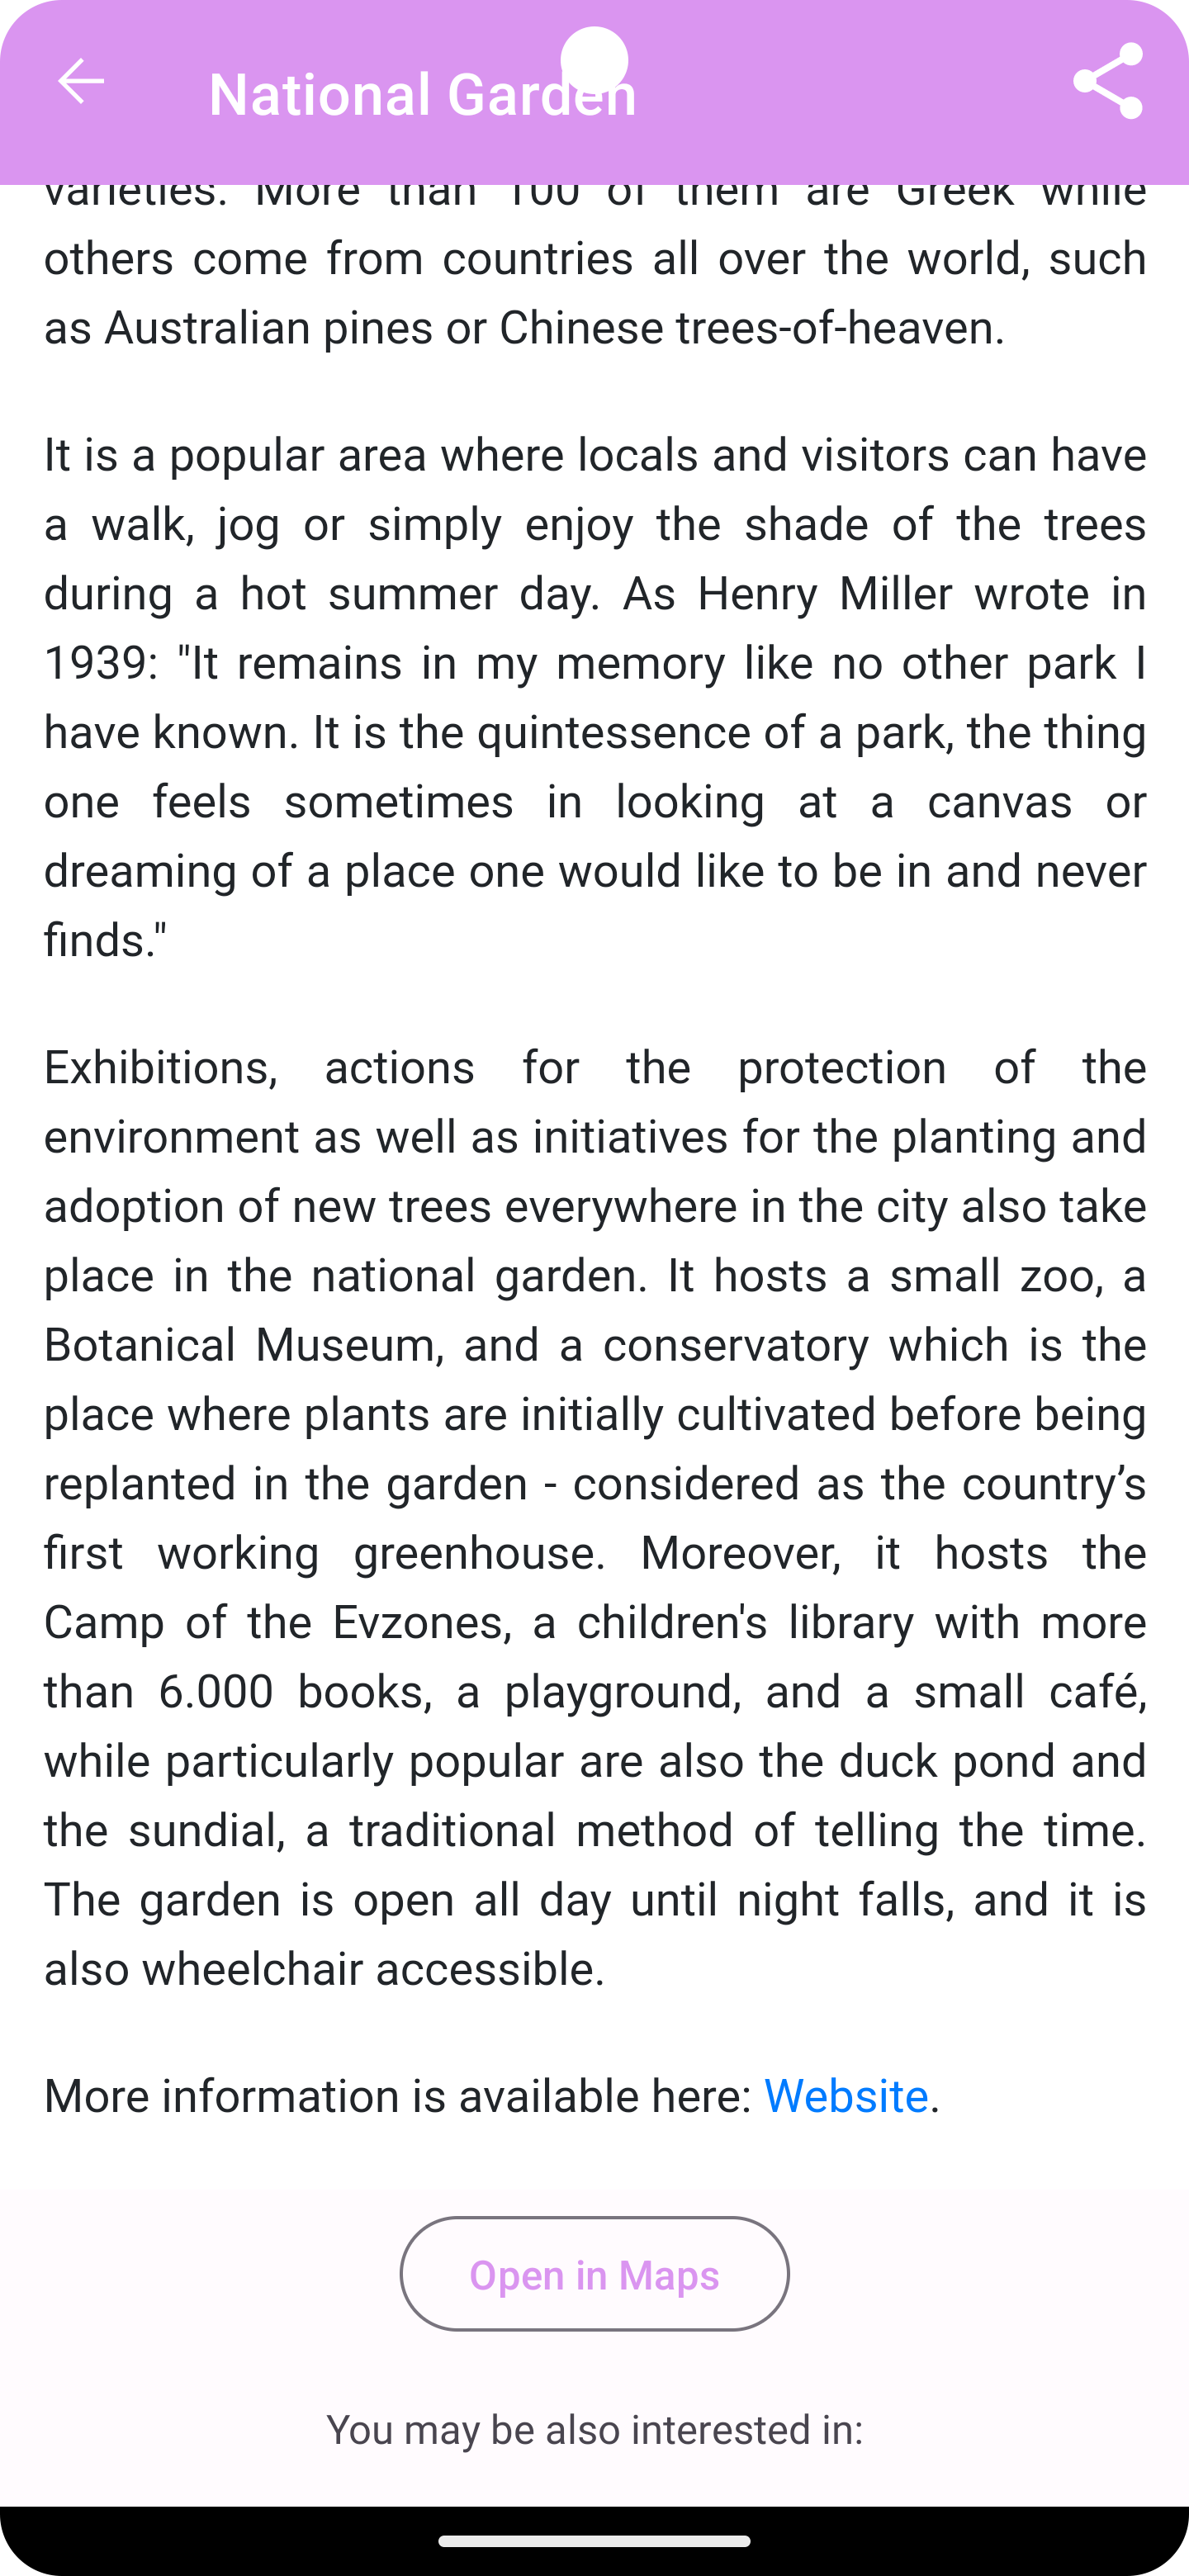 National Garden
varieties. More than 100 of them are Greek while
others come from countries all over the world, such
as Australian pines or Chinese trees-of-heaven.
It is a popular area where locals and visitors can have
a walk, jog or simply enjoy the shade of the trees
during a hot summer day. As Henry Miller wrote in
1939: "It remains in my memory like no other park I
have known. It is the quintessence of a park, the thing
one feels sometimes in looking at a canvas or
dreaming of a place one would like to be in and never
finds."
Exhibitions, actions for the protection of the
environment as well as initiatives for the planting and
adoption of new trees everywhere in the city also take
place in the national garden. It hosts a small zoo, a
Botanical Museum, and a conservatory which is the
place where plants are initially cultivated before being
replanted in the garden - considered as the country’s
first working greenhouse. Moreover, it hosts the
Camp of the Evzones, a children's library with more
than 6.000 books, a playground, and a small café,
while particularly popular are also the duck pond and
the sundial, a traditional method of telling the time.
The garden is open all day until night falls, and it is
also wheelchair accessible.
More information is available here: Website.
Open in Maps
You may be also interested in: